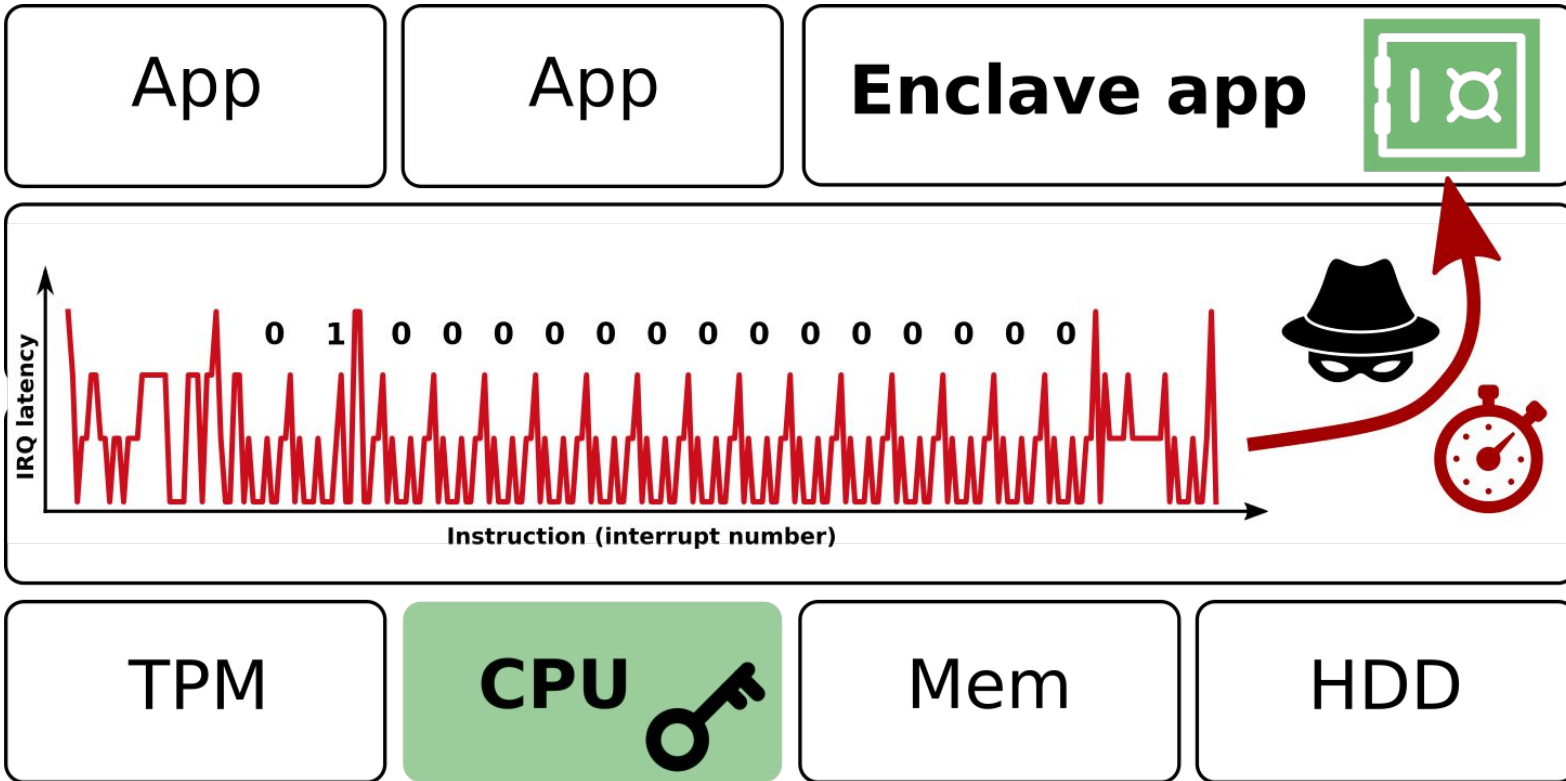 App
App
Enclave app
IRQ latency
0 1 0 0 0 0 0 0 0 0 0 0 0 0 0 0
Instruction (interrupt number)
TPM
CPU
Mem
HDD